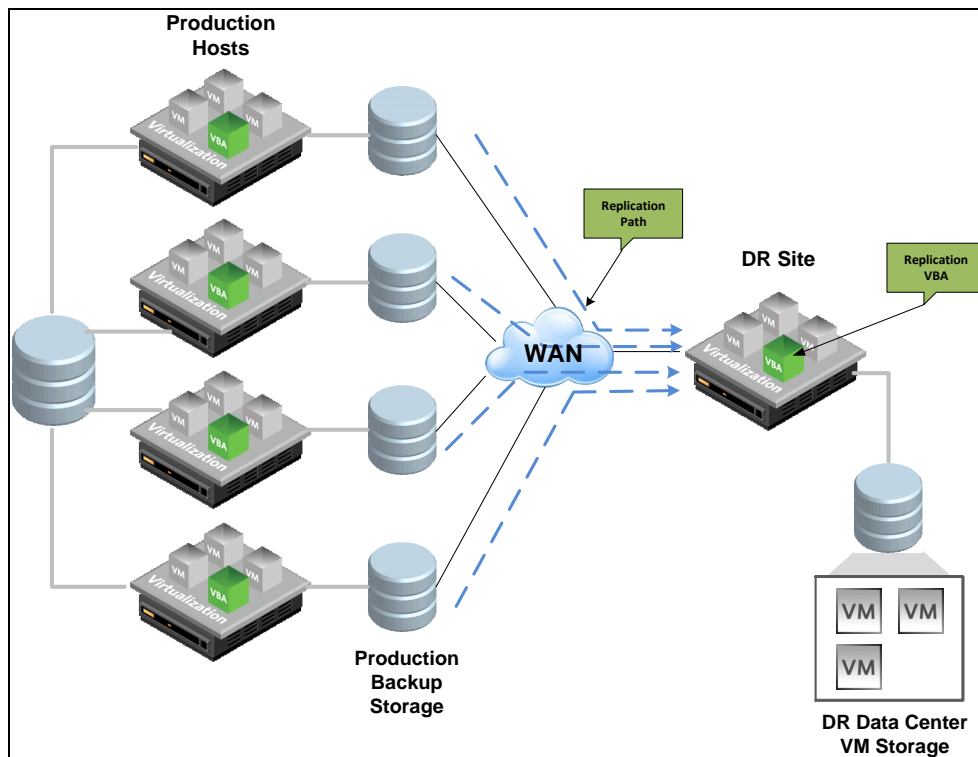 Production
Hosts
VM
VM
VM
VBA
Virtualization
VM
VM
VM
VBA
Virtualization
VM
VM
VM
VBA
Virtualization
VM
VM
VM
VBA
Virtualization
Production
Backup
Storage
Replication
Path
WAN
DR Site
Replication
VBA
VM
VM
VM
VBA
Virtualization
VM
VM
VM
DR Data Center
VM Storage